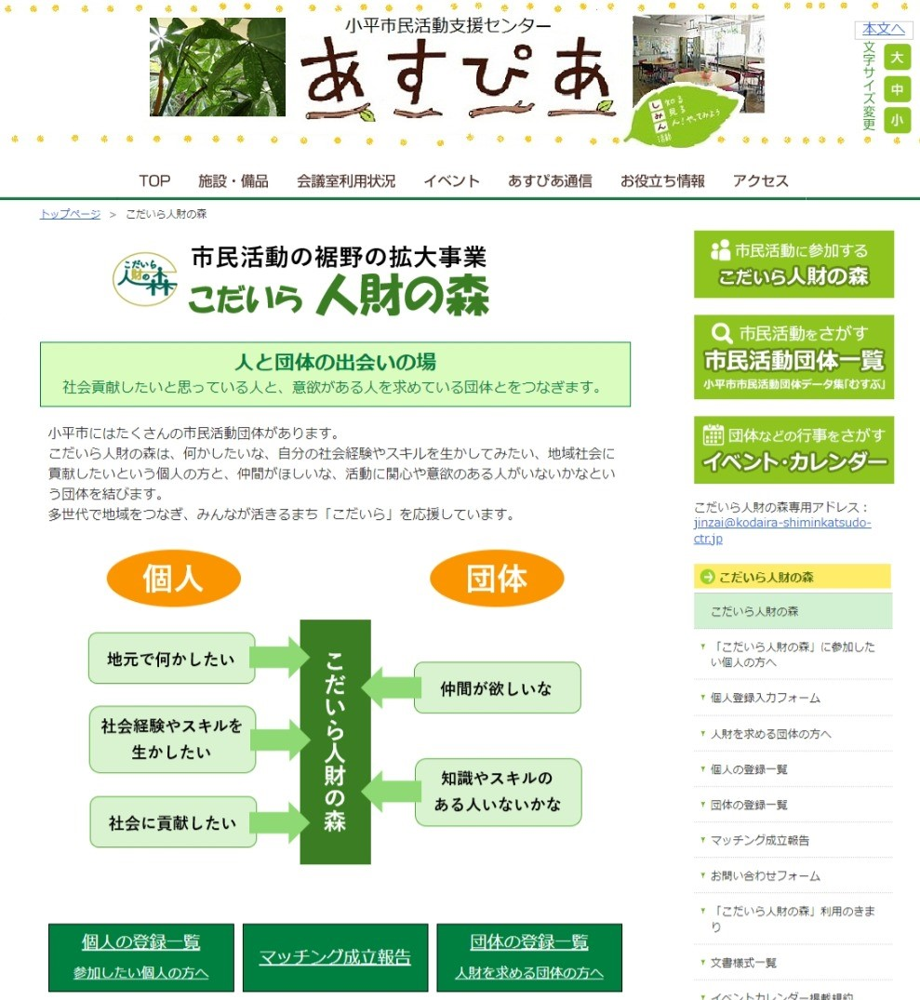 小平市民活動支援センター
あすぴあ
しみん活動
知る
見る
ん!やってみよう
本文へ
文字サイズ変更
大
中
小
TOP 施設・備品 会議室利用状況 イベント あすぴあ通信 お役立ち情報 アクセス
トップページ > こだいら人財の森
こだいら
人財の森
市民活動の裾野の拡大事業
こだいら 人財の森
人と団体の出会いの場
社会貢献したいと思っている人と、意欲がある人を求めている団体とをつなぎます。
小平市にはたくさんの市民活動団体があります。
こだいら人財の森は、何かしたいな、自分の社会経験やスキルを生かしてみたい、地域社会に
貢献したいという個人の方と、仲間がほしいな、活動に関心や意欲のある人がいないかなとい
う団体を結びます。
多世代で地域をつなぎ、みんなが活きるまち「こだいら」を応援しています。
個人
団体
地元で何かしたい
社会経験やスキルを
生かしたい
社会に貢献したい
こだいら人財の森
仲間が欲しいな
知識やスキルの
ある人いないかな
個人の登録一覧
参加したい個人の方へ
マッチング成立報告
団体の登録一覧
人財を求める団体の方へ
市民活動に参加する
こだいら人財の森
市民活動をさがす
市民活動団体一覧
小平市市民活動団体データ集「むすぶ」
団体などの行事をさがす
イベント・カレンダー
こだいら人財の森専用アドレス：
jinzai@kodaira-shiminkatsudo-
ctr.jp
こだいら人財の森
こだいら人財の森
「こだいら人財の森」に参加した
い個人の方へ
個人登録入力フォーム
人財を求める団体の方へ
個人の登録一覧
団体の登録一覧
マッチング成立報告
お問い合わせフォーム
「こだいら人財の森」利用のきま
り
文書様式一覧
イベントカレンダー掲載規約